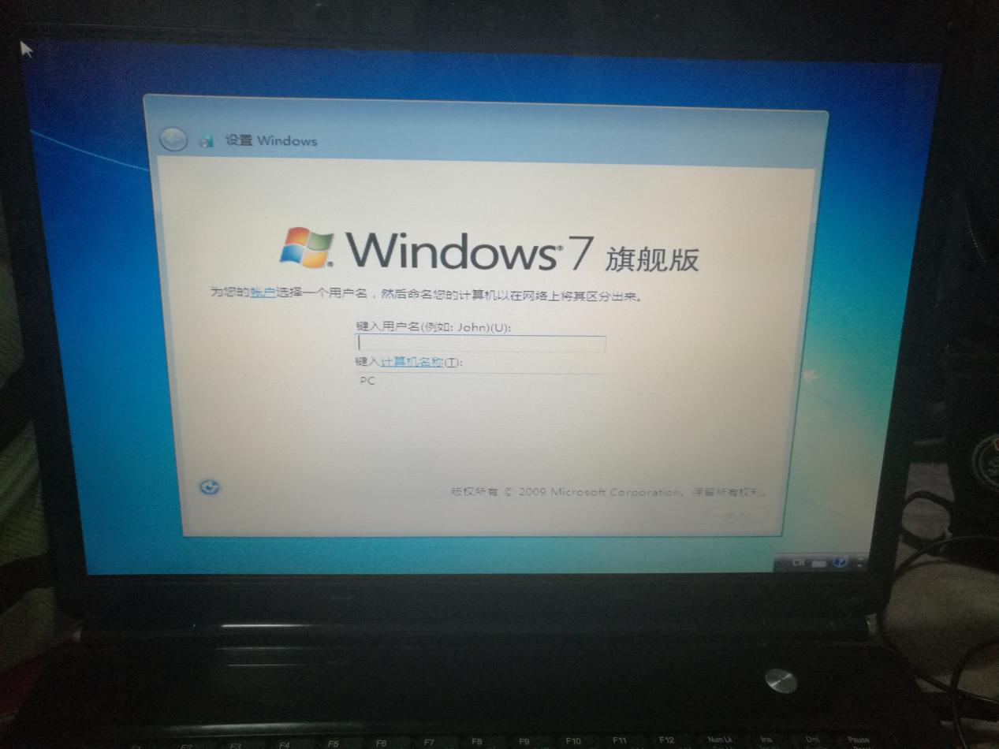 设置 Windows
Windows® 7 旗舰版
为您的帐户选择一个用户名，然后命名您的计算机以在网络上将其区分出来。
键入用户名(例如: John)(U):
键入计算机名称(T):
PC
版权所有 © 2009 Microsoft Corporation。保留所有权利。
下一步(N)
CH
F1 F2 F3 F4 F5 F6 F7 F8 F9 F10 F11 F12 Num Lk Ins Del Pause